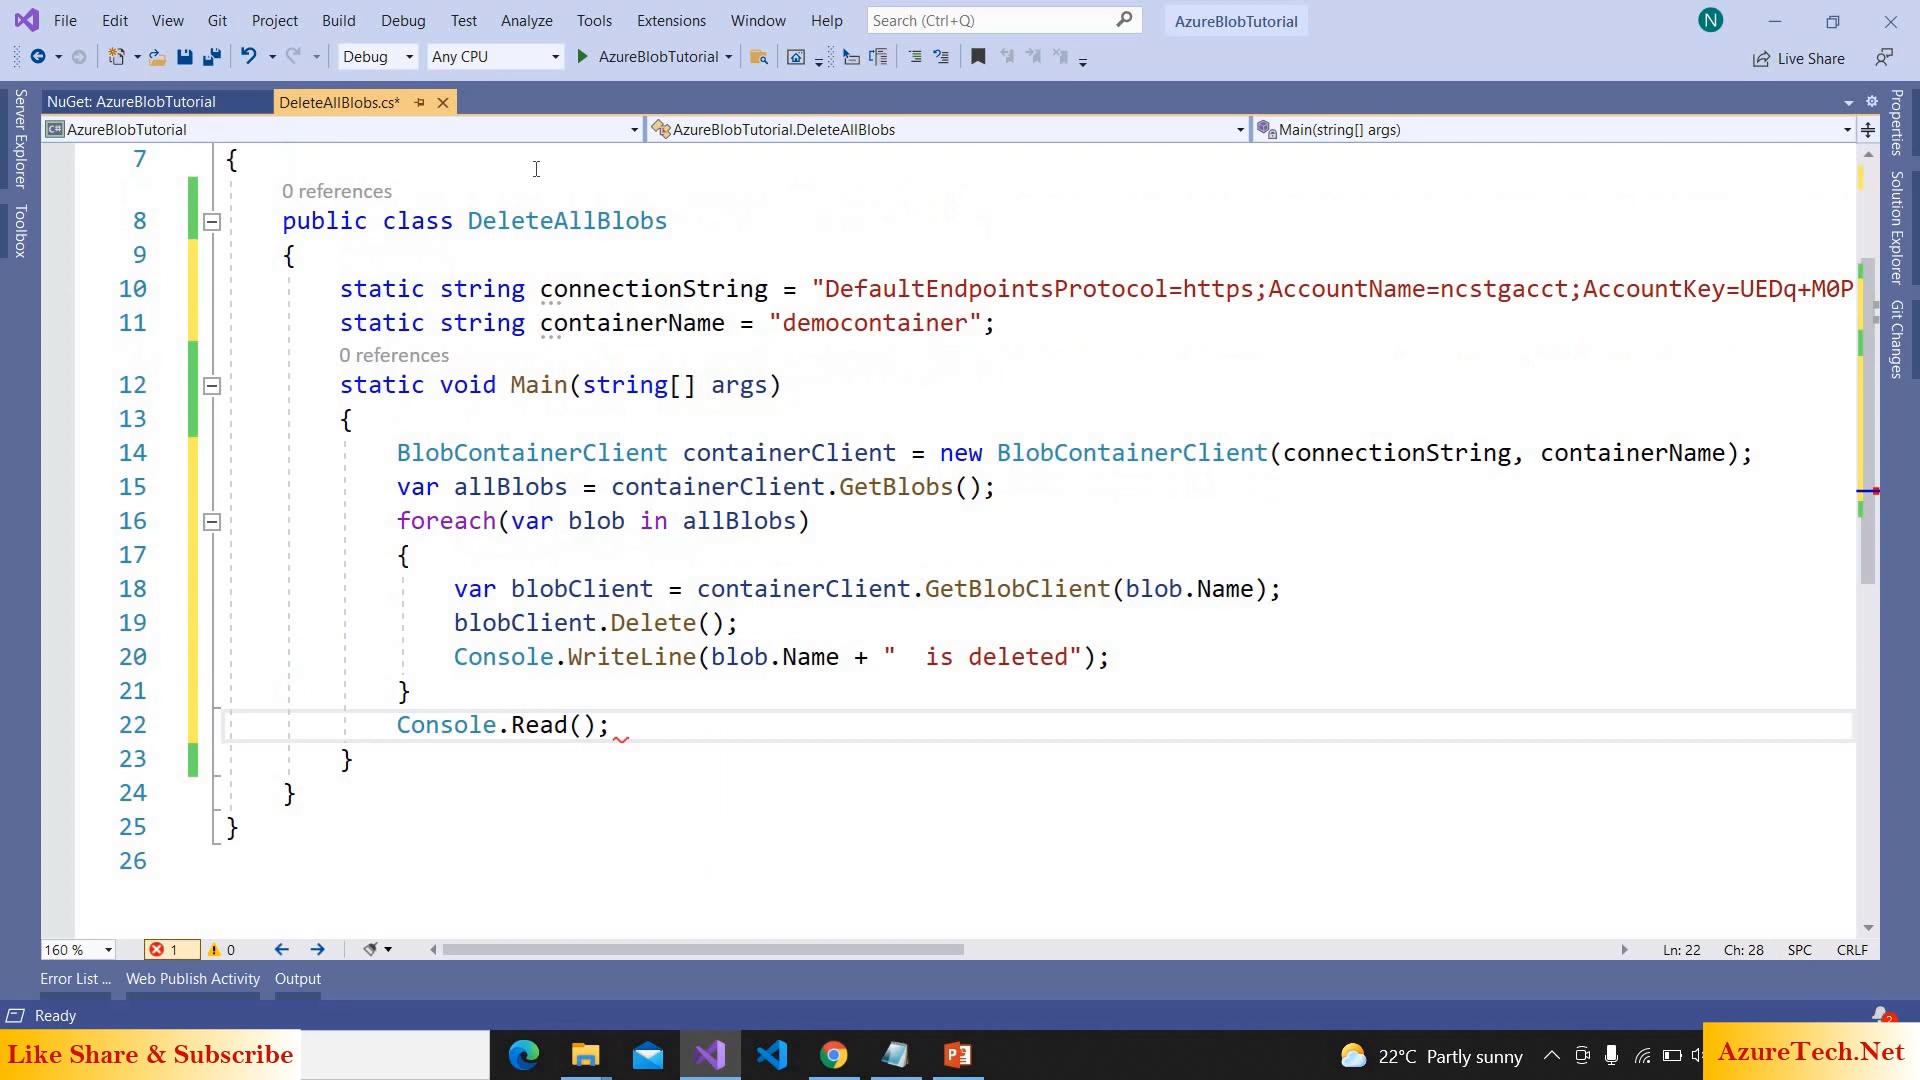 File Edit View Git Project Build Debug Test Analyze Tools Extensions Window Help Search (Ctrl+Q) AzureBlobTutorial N
Debug Any CPU AzureBlobTutorial Live Share
NuGet: AzureBlobTutorial DeleteAllBlobs.cs*
C# AzureBlobTutorial AzureBlobTutorial.DeleteAllBlobs Main(string[] args)
Server Explorer
Toolbox
Properties
Solution Explorer
Git Changes
7 {
0 references
8 public class DeleteAllBlobs
9 {
10 static string connectionString = "DefaultEndpointsProtocol=https;AccountName=ncstgacct;AccountKey=UEDq+M0P
11 static string containerName = "democontainer";
0 references
12 static void Main(string[] args)
13 {
14 BlobContainerClient containerClient = new BlobContainerClient(connectionString, containerName);
15 var allBlobs = containerClient.GetBlobs();
16 foreach(var blob in allBlobs)
17 {
18 var blobClient = containerClient.GetBlobClient(blob.Name);
19 blobClient.Delete();
20 Console.WriteLine(blob.Name + "  is deleted");
21 }
22 Console.Read();
23 }
24 }
25 }
26
160 % 1 0 Ln: 22 Ch: 28 SPC CRLF
Error List ... Web Publish Activity Output
Ready 2
Like Share & Subscribe 22°C Partly sunny AzureTech.Net